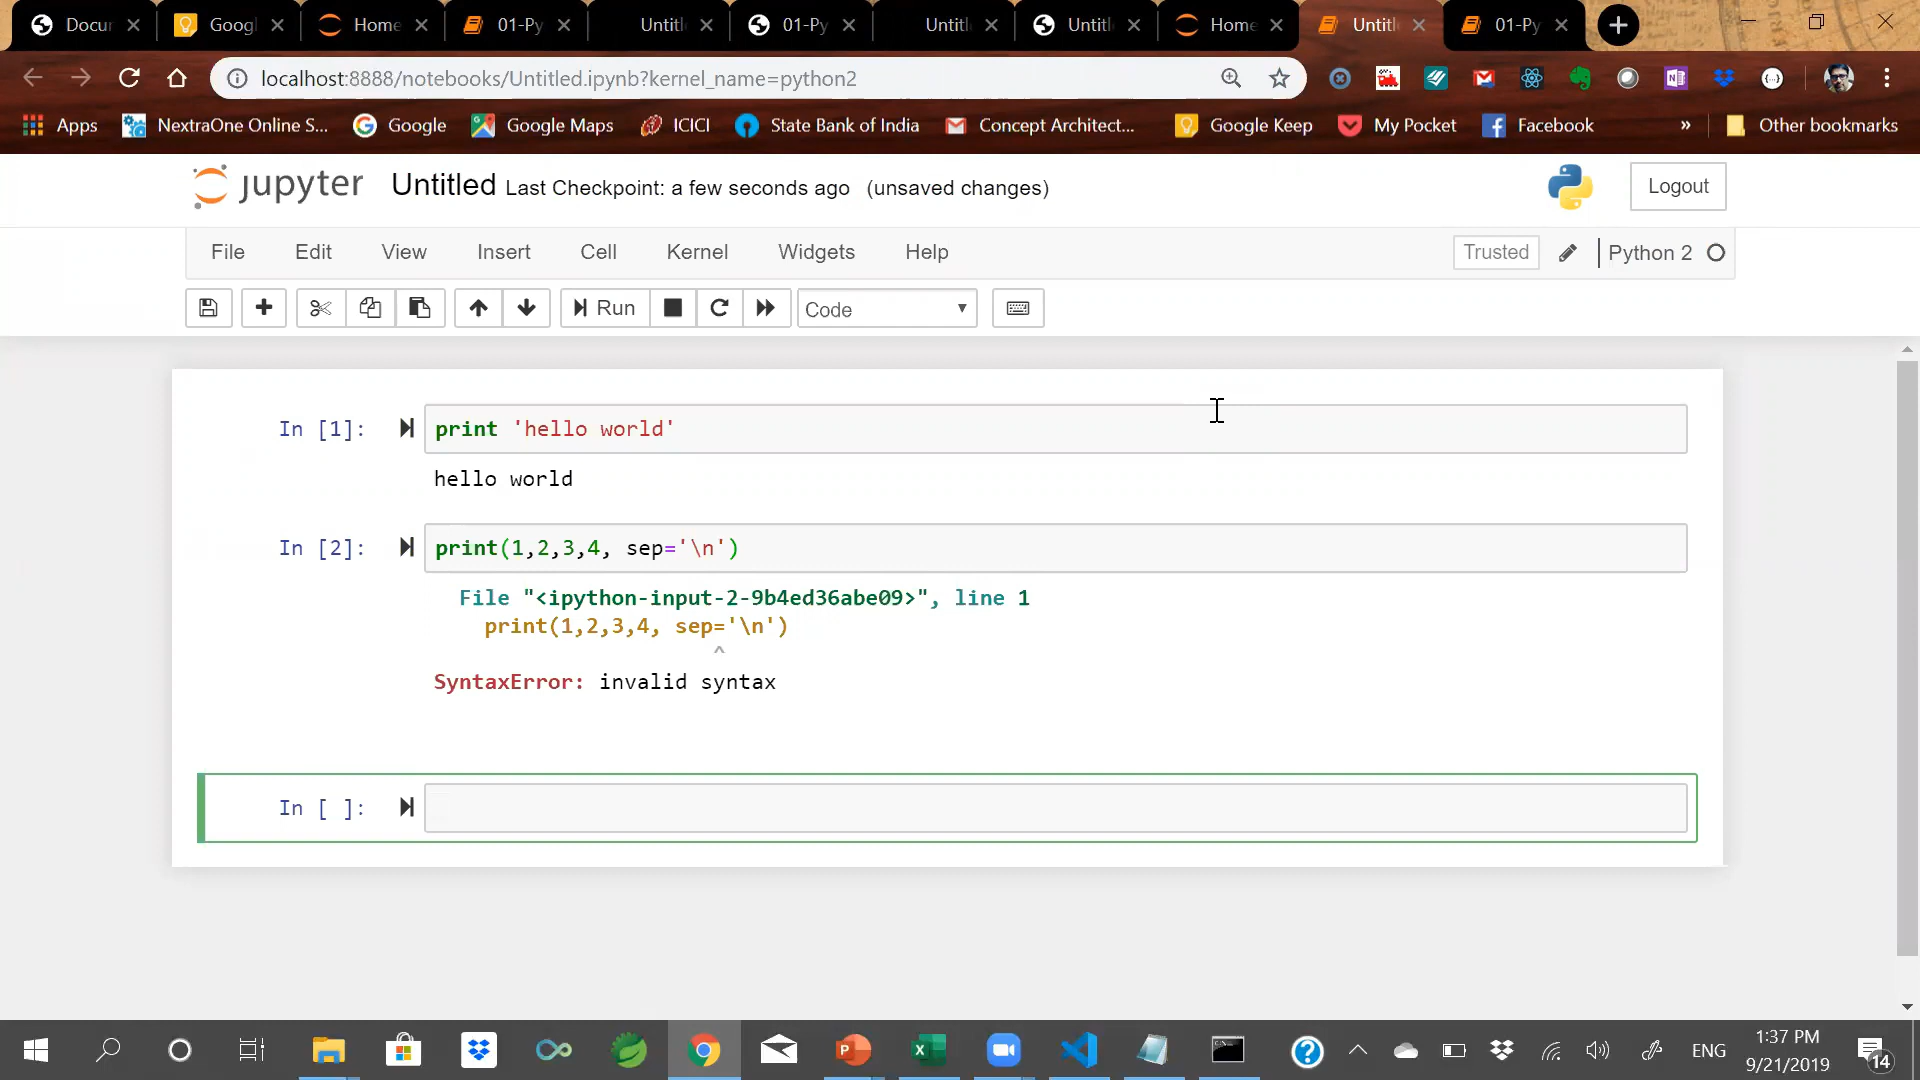 Docum
Googl
Home
01-Py
Untitl
01-Py
Untitl
Untitl
Home
Untitl
01-Py
localhost:8888/notebooks/Untitled.ipynb?kernel_name=python2
Apps
NextraOne Online S...
Google
Google Maps
ICICI
State Bank of India
Concept Architect...
Google Keep
My Pocket
Facebook
»
Other bookmarks
jupyter Untitled Last Checkpoint: a few seconds ago (unsaved changes)
Logout
File Edit View Insert Cell Kernel Widgets Help
Trusted
Python 2
Run
Code
In [1]: print 'hello world'
hello world
In [2]: print(1,2,3,4, sep='\n')
File "<ipython-input-2-9b4ed36abe09>", line 1
print(1,2,3,4, sep='\n')
^
SyntaxError: invalid syntax
In [ ]:
ENG
1:37 PM
9/21/2019
14